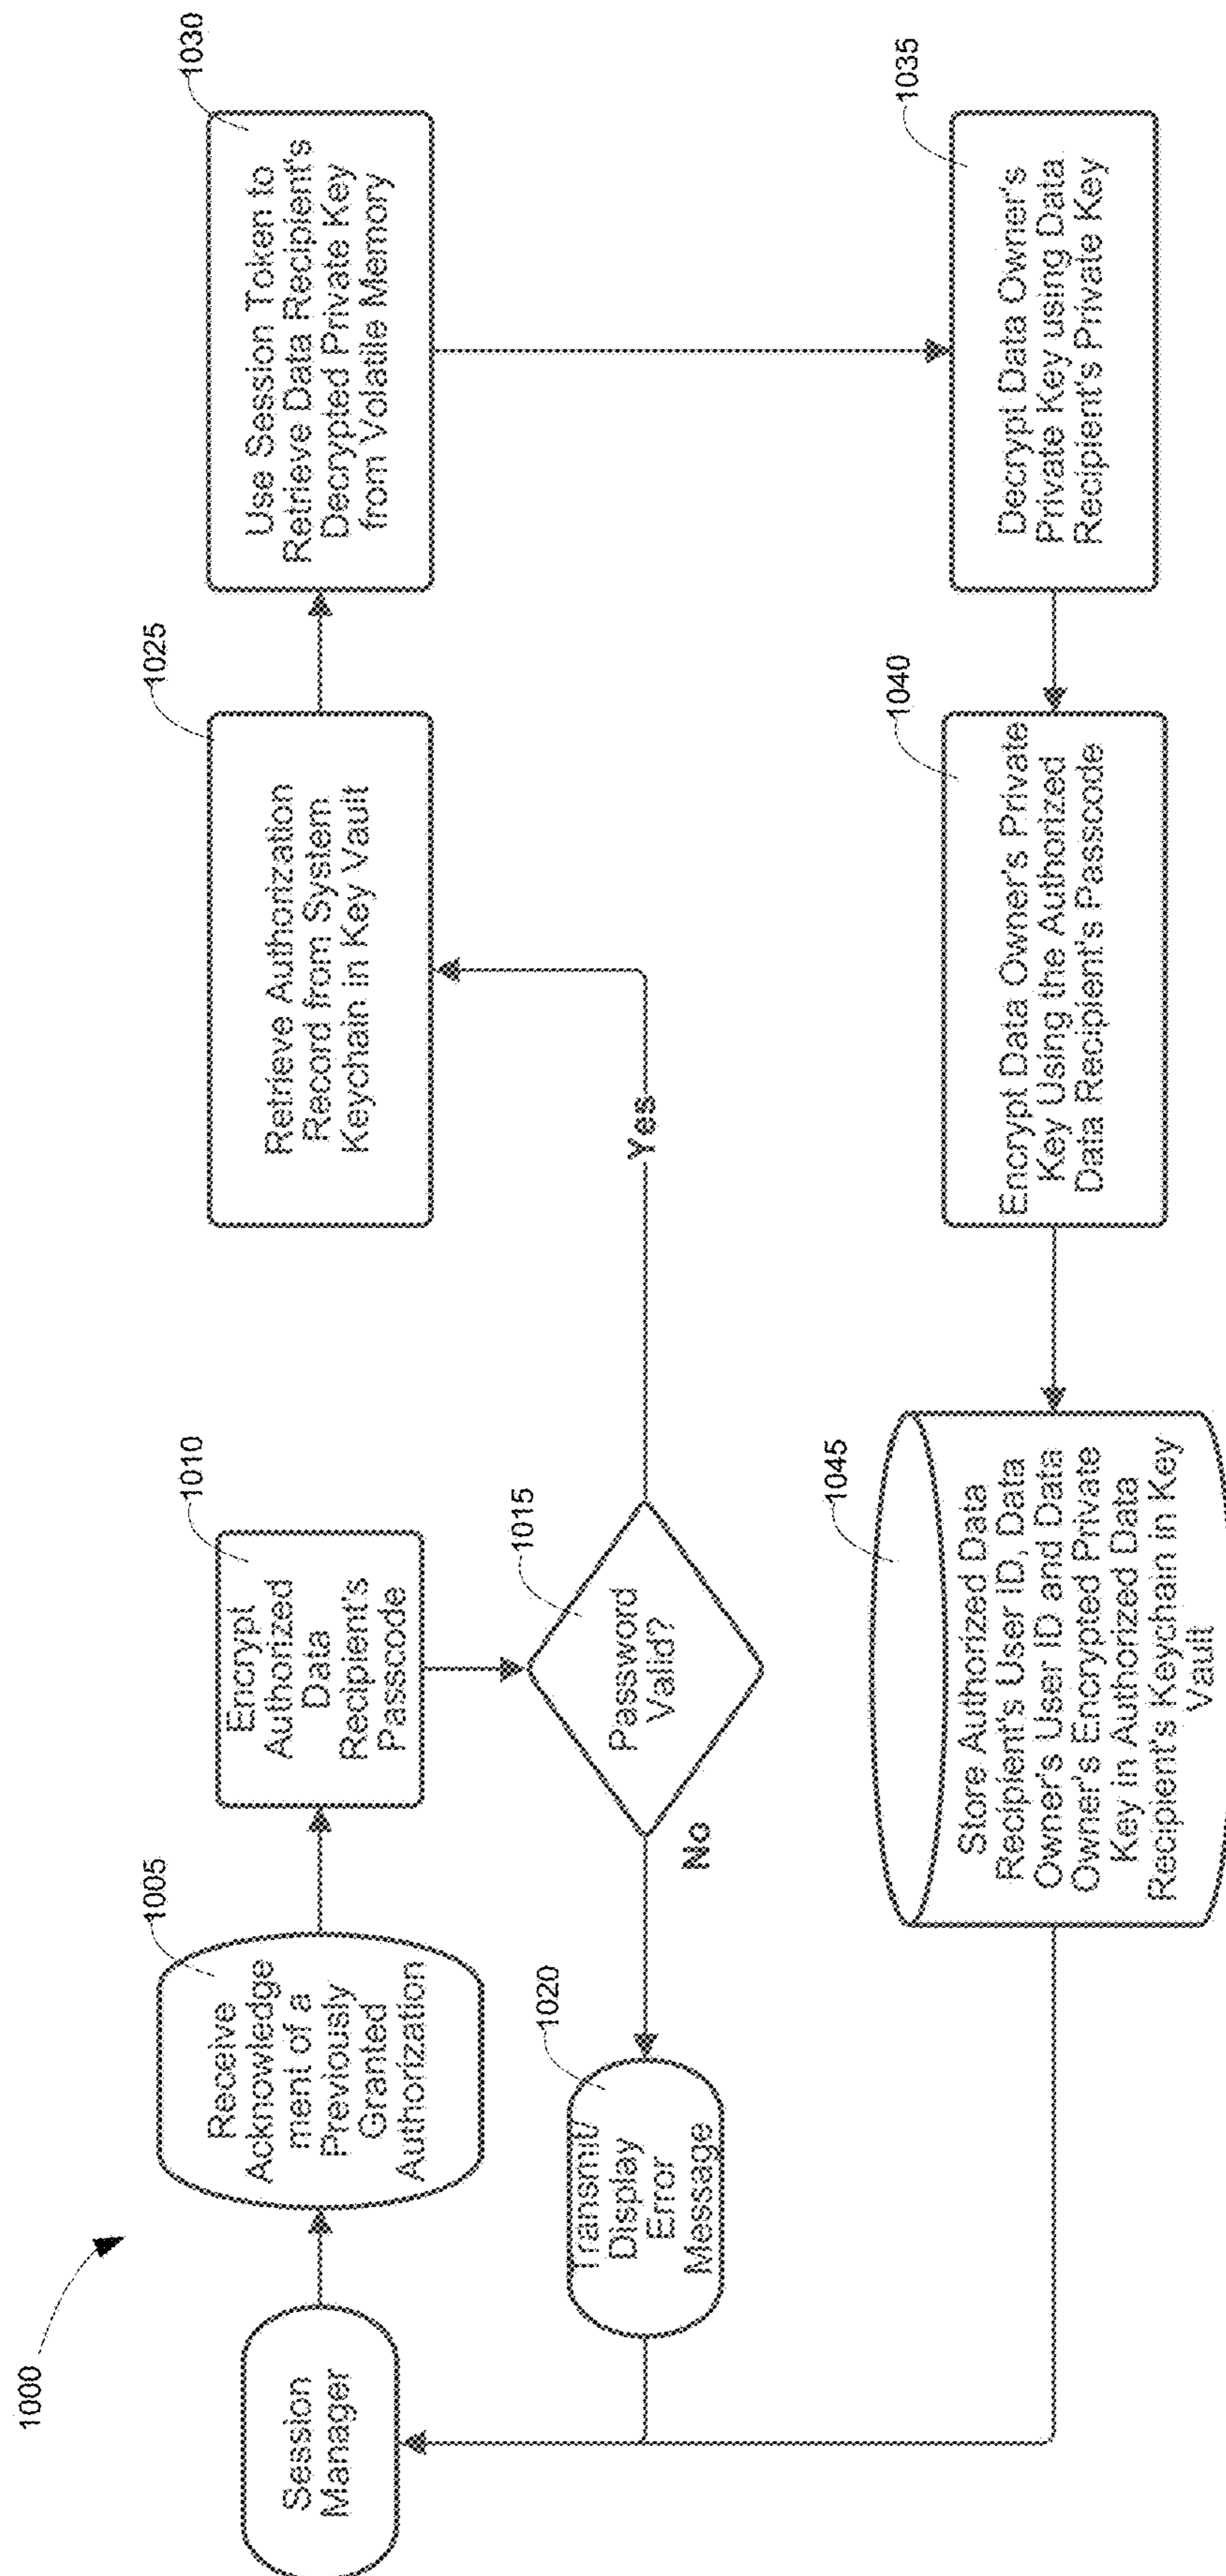 1000
Session
Manager
1005
Receive
Acknowledge
ment of a
Previously
Granted
Authorization
1010
Encrypt
Authorized
Data
Recipient's
Passcode
1015
Password
Valid?
No
1020
Transmit/
Display
Error
Message
Yes
1025
Retrieve Authorization
Record from System
Keychain in Key Vault
1030
Use Session Token to
Retrieve Data Recipient's
Decrypted Private Key
from Volatile Memory
1035
Decrypt Data Owner's
Private Key using Data
Recipient's Private Key
1040
Encrypt Data Owner's Private
Key Using the Authorized
Data Recipient's Passcode
1045
Store Authorized Data
Recipient's User ID, Data
Owner's User ID and Data
Owner's Encrypted Private
Key in Authorized Data
Recipient's Keychain in Key
Vault